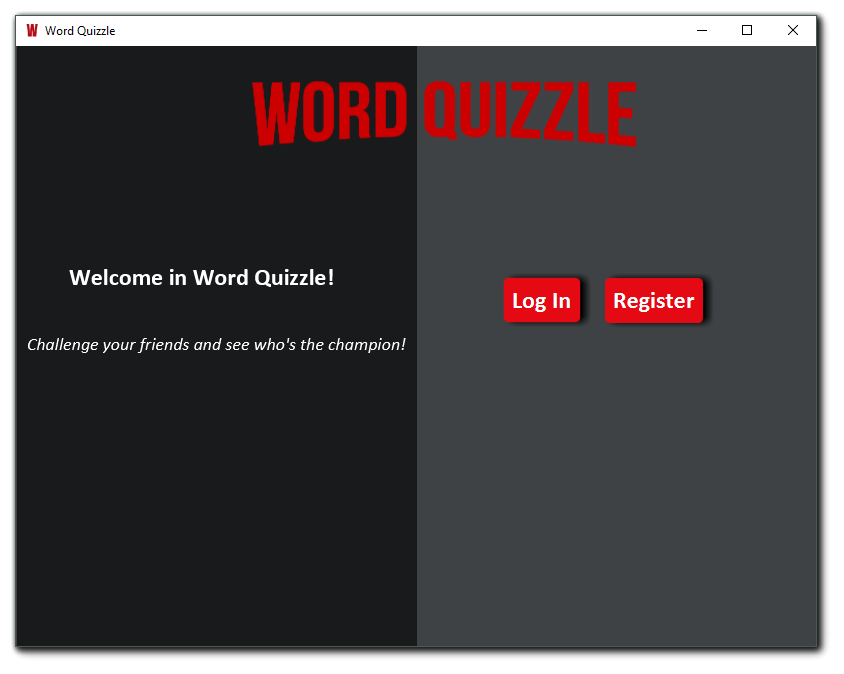 Word Quizzle
WORD QUIZZLE
Welcome in Word Quizzle!
Challenge your friends and see who's the champion!
Log In
Register